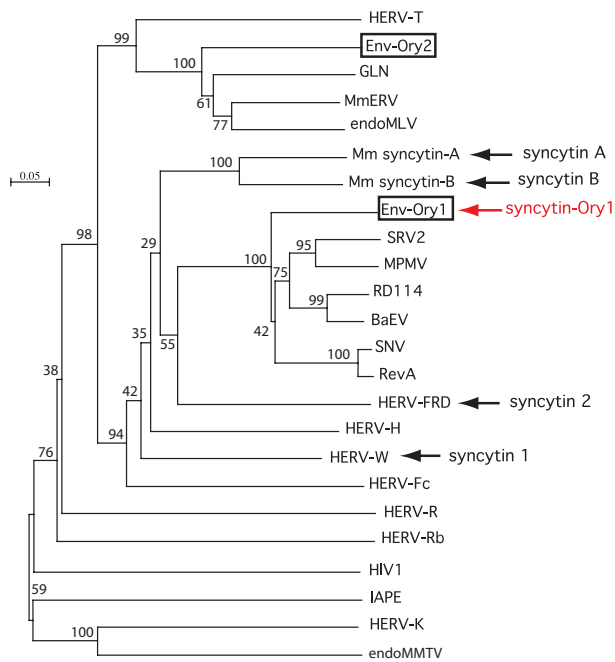 HERV-T
99
Env-Ory2
100
GLN
61
MmERV
77
endoMLV
Mm syncytin-A syncytin A
100
0.05
Mm syncytin-B syncytin B
Env-Ory1 syncytin-Ory1
98
29
SRV2
95
100
MPMV
75
RD114
99
BaEV
42
35
55
SNV
100
RevA
38
42
HERV-FRD syncytin 2
94
HERV-H
76
HERV-W syncytin 1
HERV-Fc
HERV-R
HERV-Rb
HIV1
59
IAPE
HERV-K
100
endoMMTV